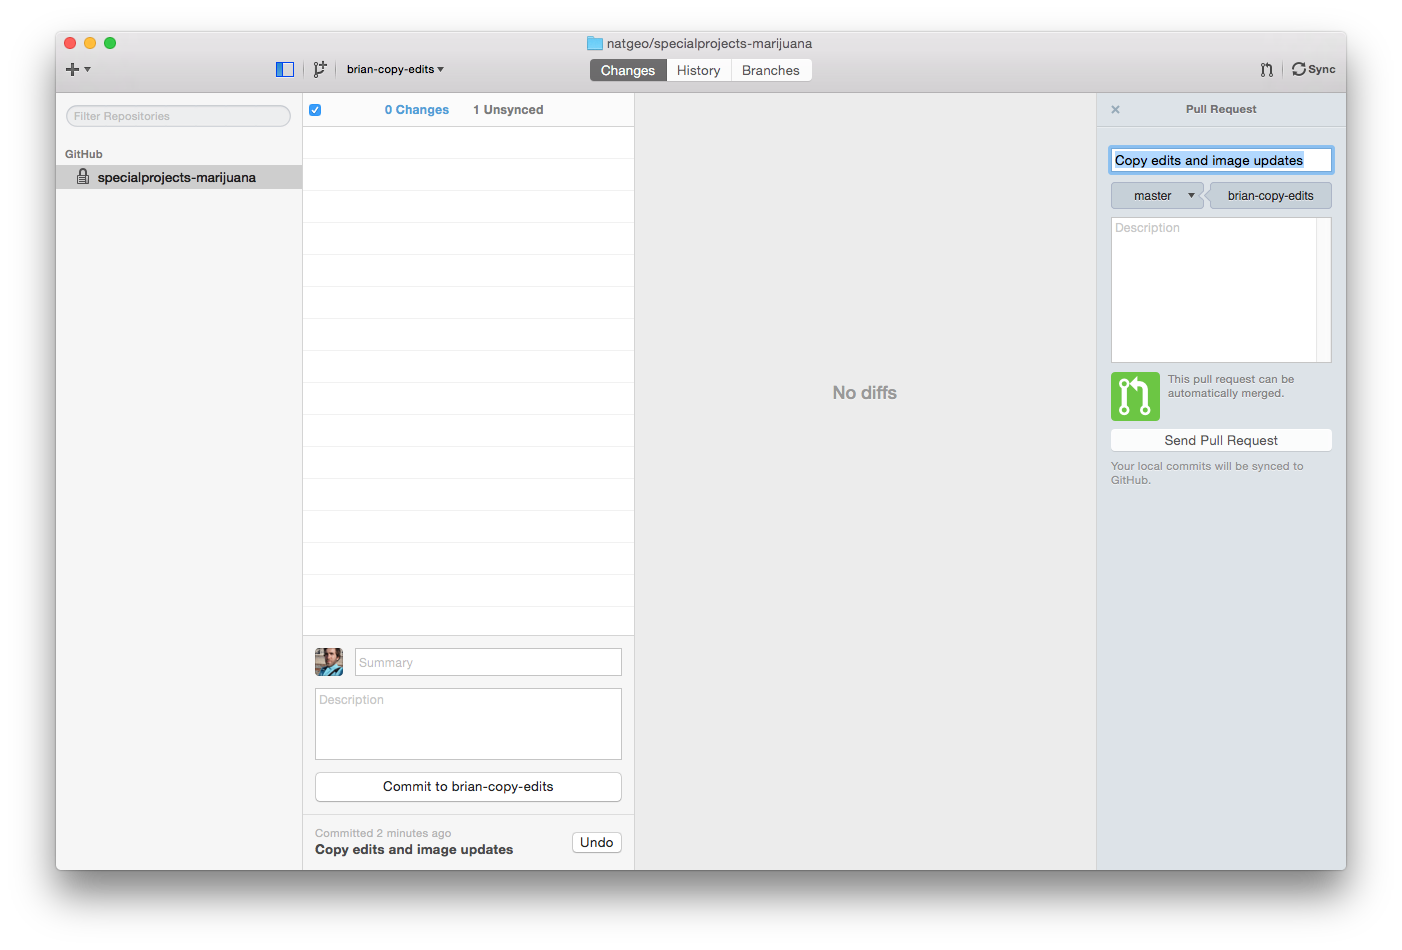 natgeo/specialprojects-marijuana
brian-copy-edits
Changes
History
Branches
Sync
Filter Repositories
GitHub
specialprojects-marijuana
0 Changes
1 Unsynced
No diffs
Summary
Description
Commit to brian-copy-edits
Committed 2 minutes ago
Copy edits and image updates
Undo
Pull Request
Copy edits and image updates
master
brian-copy-edits
Description
This pull request can be
automatically merged.
Send Pull Request
Your local commits will be synced to
GitHub.